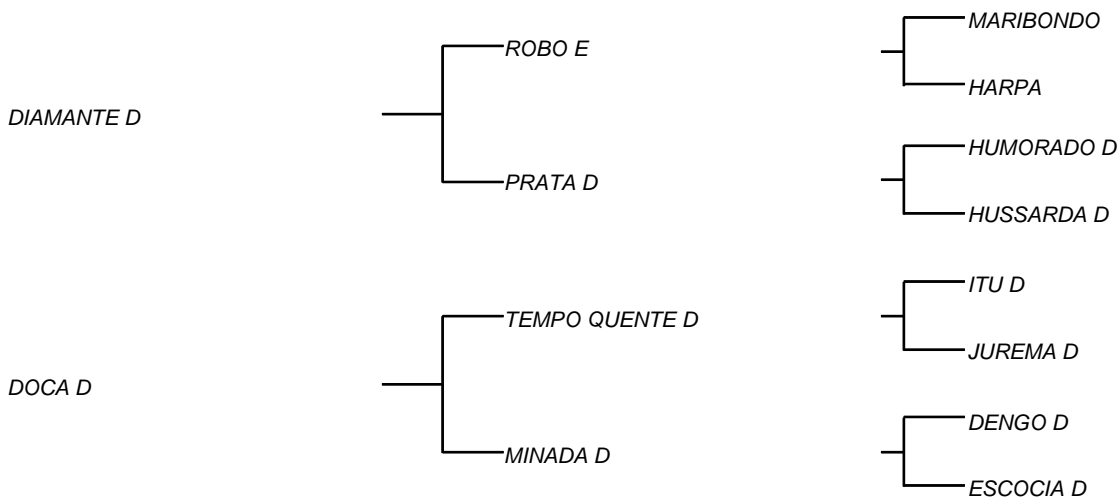 MARIBONDO
ROBO E
HARPA
DIAMANTE D
HUMORADO D
PRATA D
HUSSARDA D
ITU D
TEMPO QUENTE D
JUREMA D
DOCA D
DENGO D
MINADA D
ESCOCIA D